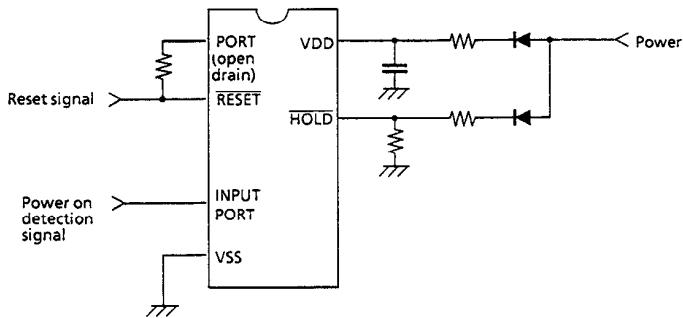 PORT
(open
drain)
VDD
Power
Reset signal
RESET
HOLD
Power on
detection
signal
INPUT
PORT
VSS